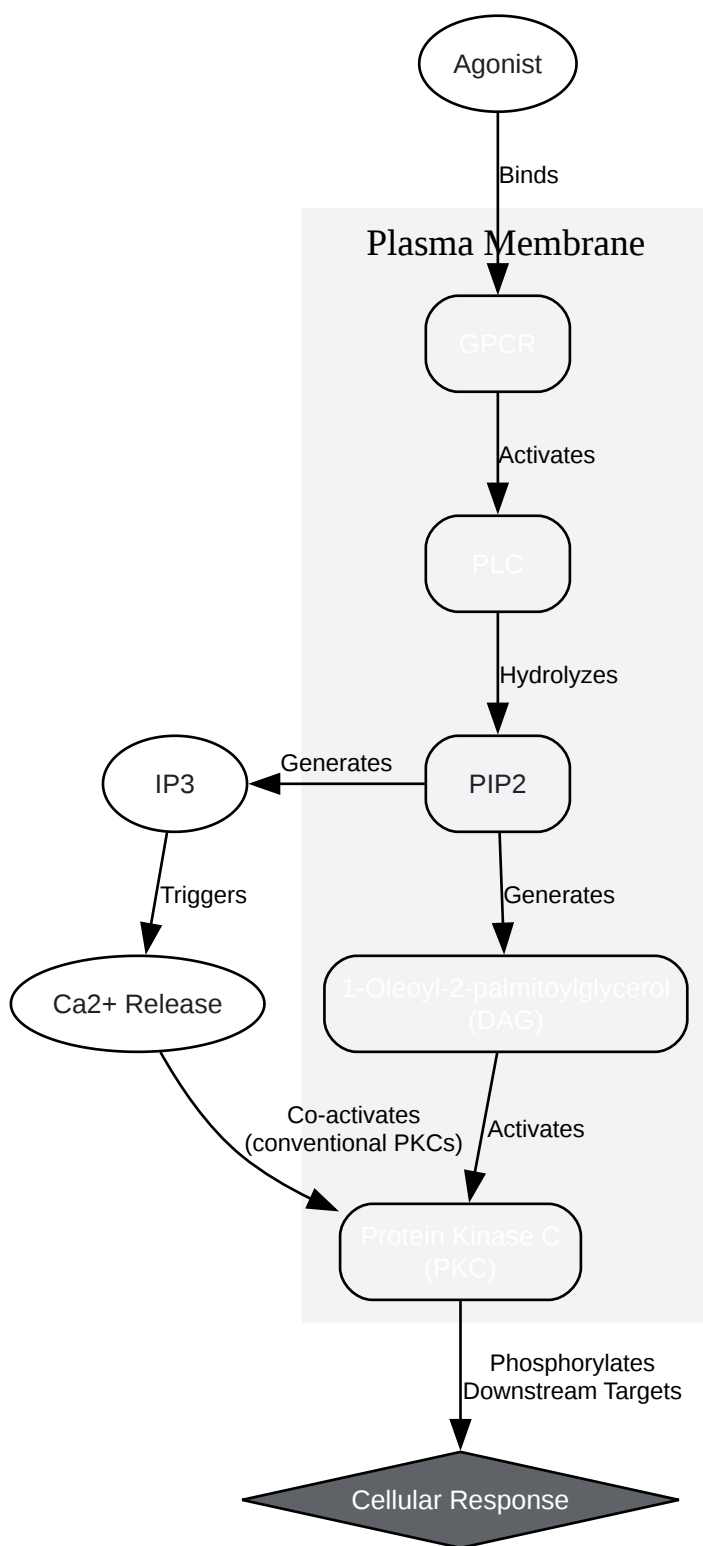 Agonist
Binds
Plasma Membrane
GPCR
Activates
PLC
Hydrolyzes
Generates
IP3
PIP2
Triggers
Generates
1-Oleoyl-2-palmitoylglycerol
(DAG)
Ca2+ Release
Co-activates
(conventional PKCs)
Activates
Protein Kinase C
(PKC)
Phosphorylates
Downstream Targets
Cellular Response